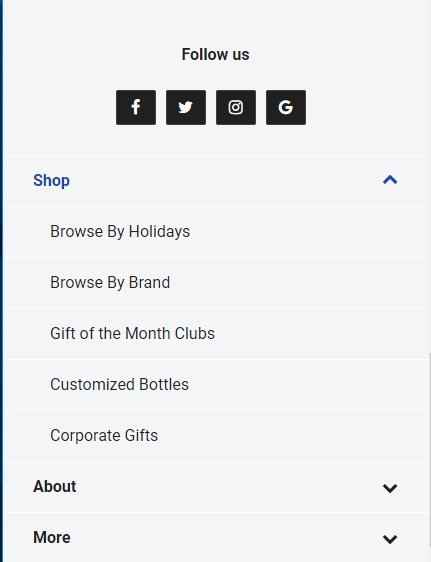 Follow us
Shop
Browse By Holidays
Browse By Brand
Gift of the Month Clubs
Customized Bottles
Corporate Gifts
About
More